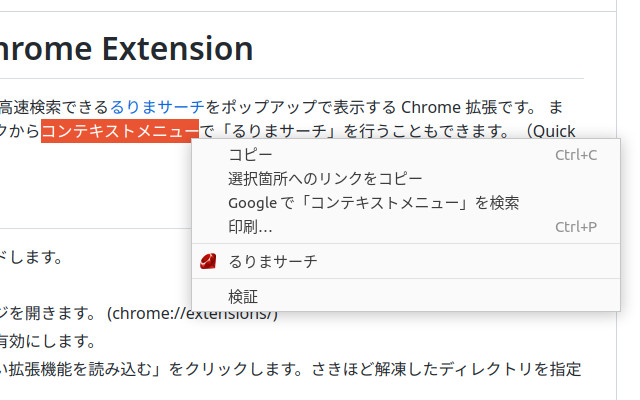 hrome Extension
高速検索できるるりまサーチをポップアップで表示する Chrome 拡張です。 ま
クからコンテキストメニューで「るりまサーチ」を行うこともできます。（Quick
コピー Ctrl+C
選択箇所へのリンクをコピー
Google で「コンテキストメニュー」を検索
印刷... Ctrl+P
るりまサーチ
検証
ドします。
ジを開きます。 (chrome://extensions/)
有効にします。
い拡張機能を読み込む」をクリックします。さきほど解凍したディレクトリを指定